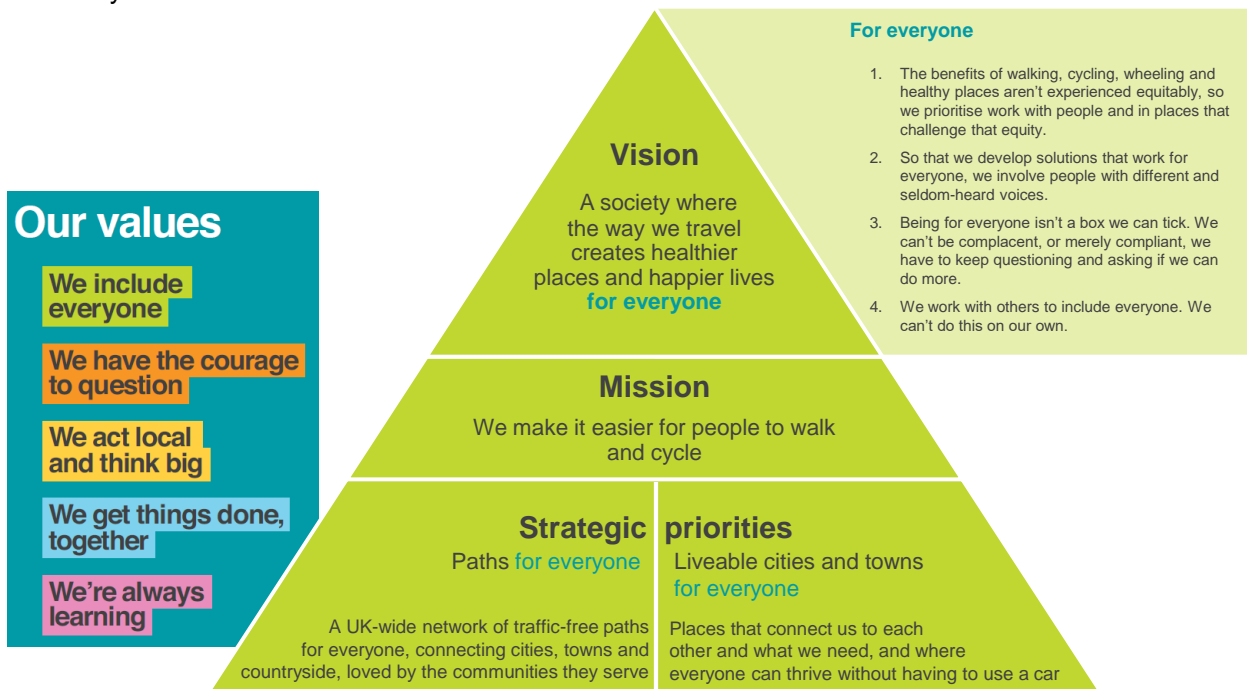 Our values
We include
everyone
We have the courage
to question
We act local
and think big
We get things done,
together
We're always
learning
Vision
A society where
the way we travel
creates healthier
places and happier lives
for everyone
Mission
We make it easier for people to walk
and cycle
Strategic priorities
Paths for everyone
A UK-wide network of traffic-free paths
for everyone, connecting cities, towns and
countryside, loved by the communities they serve
Liveable cities and towns
for everyone
Places that connect us to each
other and what we need, and where
everyone can thrive without having to use a car
For everyone
1. The benefits of walking, cycling, wheeling and
healthy places aren't experienced equitably, so
we prioritise work with people and in places that
challenge that equity.
2. So that we develop solutions that work for
everyone, we involve people with different and
seldom-heard voices.
3. Being for everyone isn't a box we can tick. We
can't be complacent, or merely compliant, we
have to keep questioning and asking if we can
do more.
4. We work with others to include everyone. We
can't do this on our own.